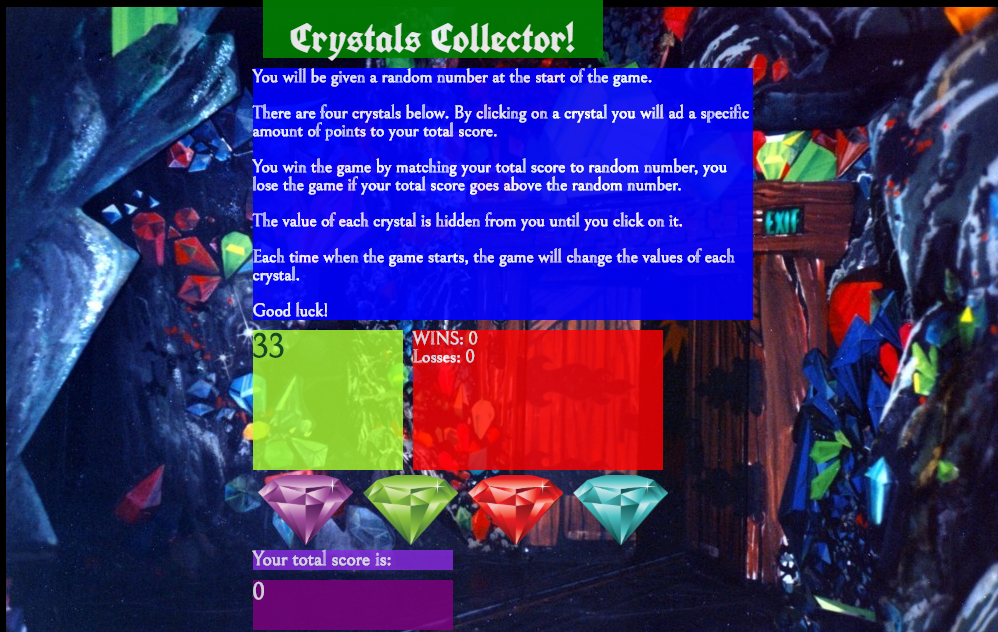 Crystals Collector!
You will be given a random number at the start of the game.
There are four crystals below. By clicking on a crystal you will ad a specific
amount of points to your total score.
You win the game by matching your total score to random number, you
lose the game if your total score goes above the random number.
The value of each crystal is hidden from you until you click on it.
Each time when the game starts, the game will change the values of each
crystal.
Good luck!
EXIT
33
WINS: 0
Losses: 0
Your total score is:
0